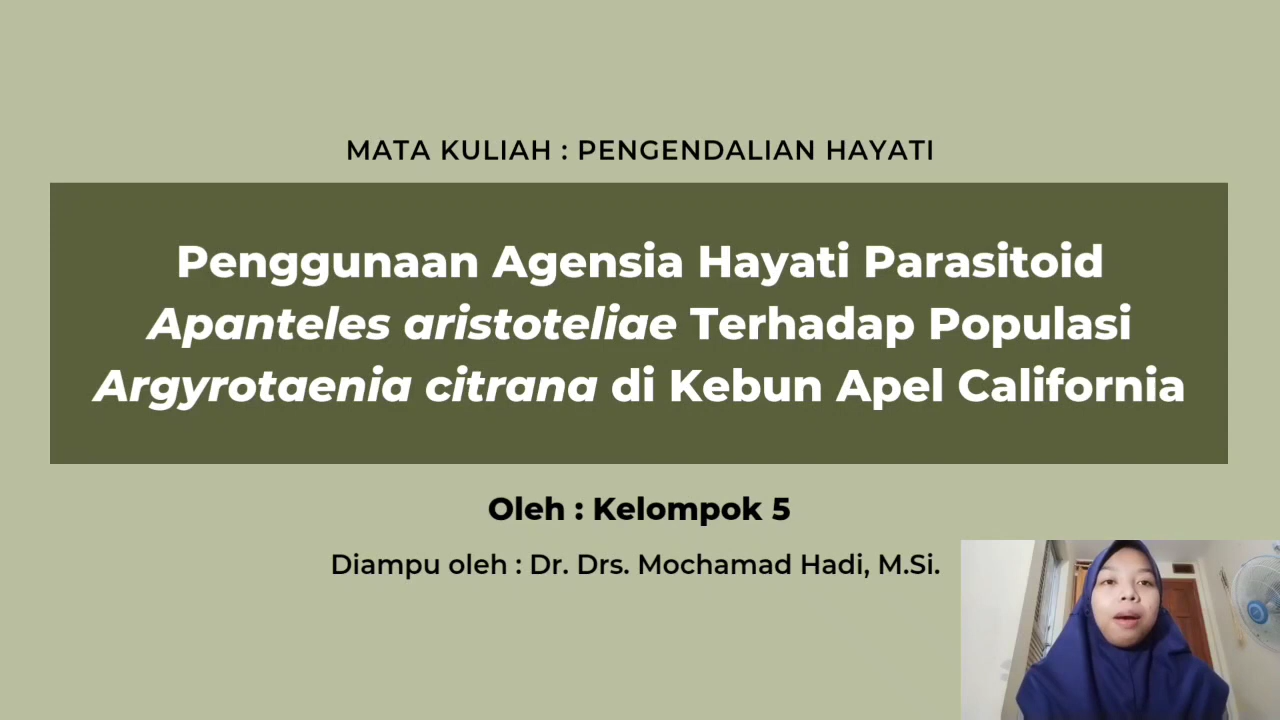 MATA KULIAH : PENGENDALIAN HAYATI
Penggunaan Agensia Hayati Parasitoid
Apanteles aristoteliae Terhadap Populasi
Argyrotaenia citrana di Kebun Apel California
Oleh : Kelompok 5
Diampu oleh : Dr. Drs. Mochamad Hadi, M.Si.